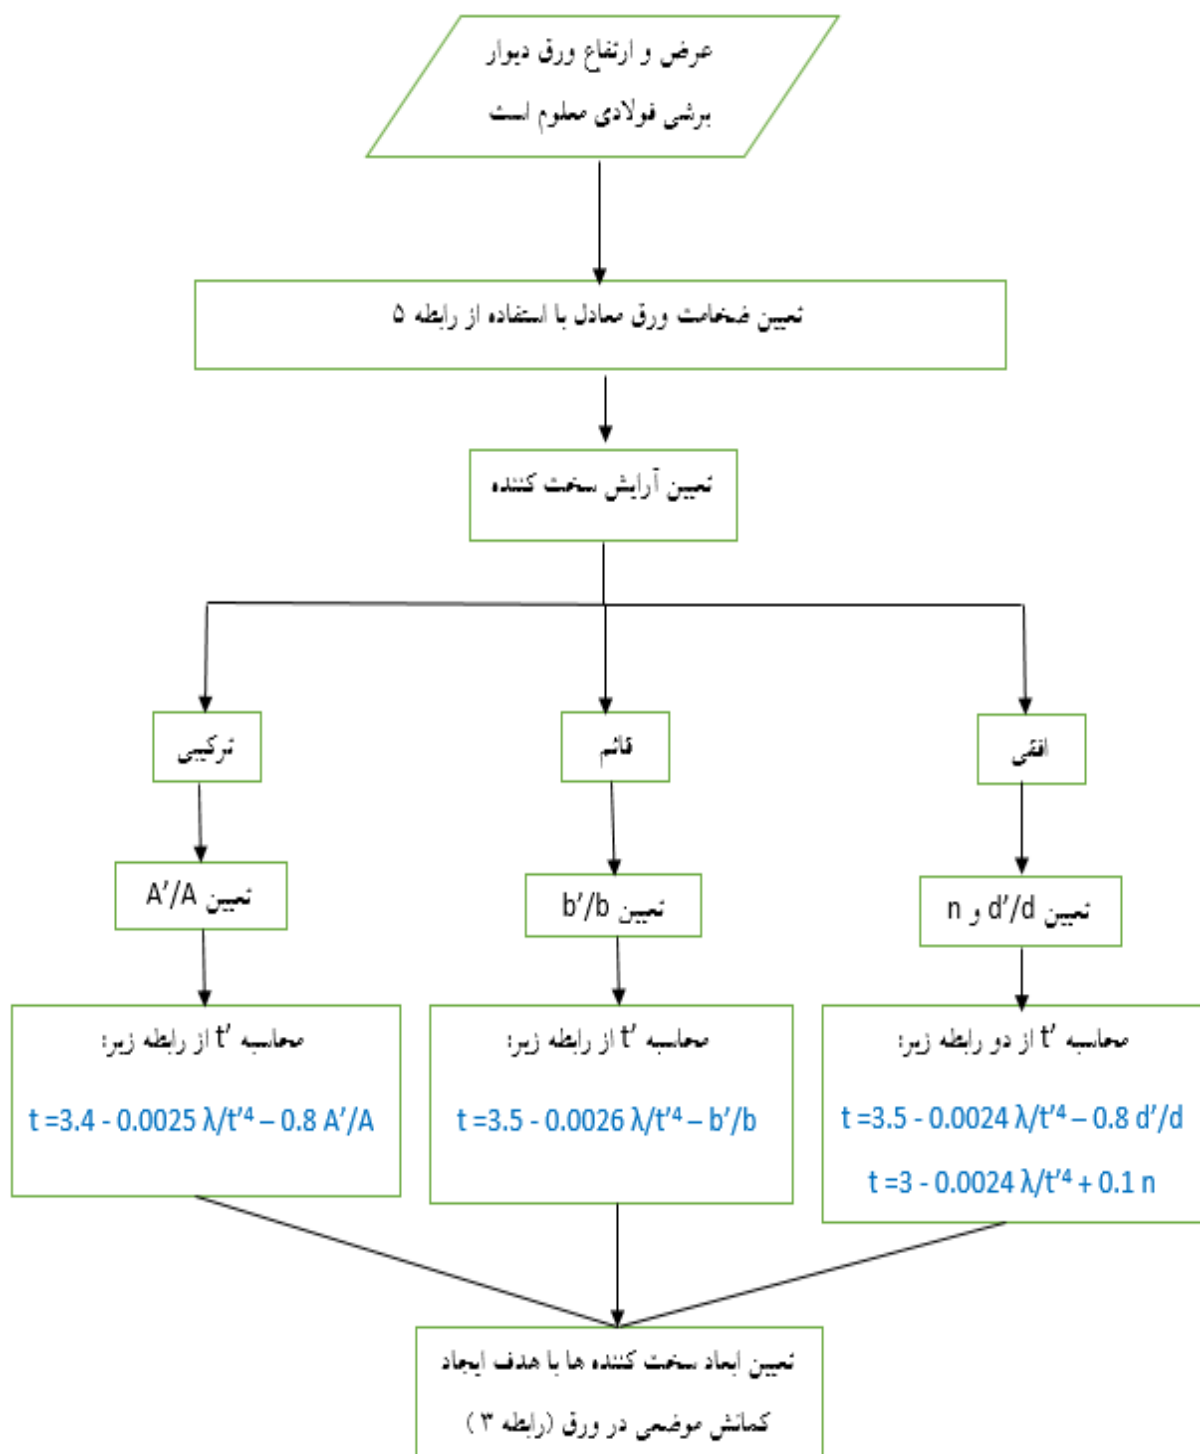 عرض و ارتفاع ورق دیوار
برشی فولادی معلوم است
تعیین ضخامت ورق معادل با استفاده از رابطه ۵
تعیین آرایش سخت کننده
افقی
قائم
ترکیبی
تعیین d′/d و n
تعیین b′/b
تعیین A′/A
محاسبه t′ از دو رابطه زیر:
t =3.5 - 0.0024 λ/t′⁴ – 0.8 d′/d
t =3 - 0.0024 λ/t′⁴ + 0.1 n
محاسبه t′ از رابطه زیر:
t =3.5 - 0.0026 λ/t′⁴ – b′/b
محاسبه t′ از رابطه زیر:
t =3.4 - 0.0025 λ/t′⁴ – 0.8 A′/A
تعیین ابعاد سخت کننده ها با هدف ایجاد
کمانش موضعی در ورق (رابطه ۳ )